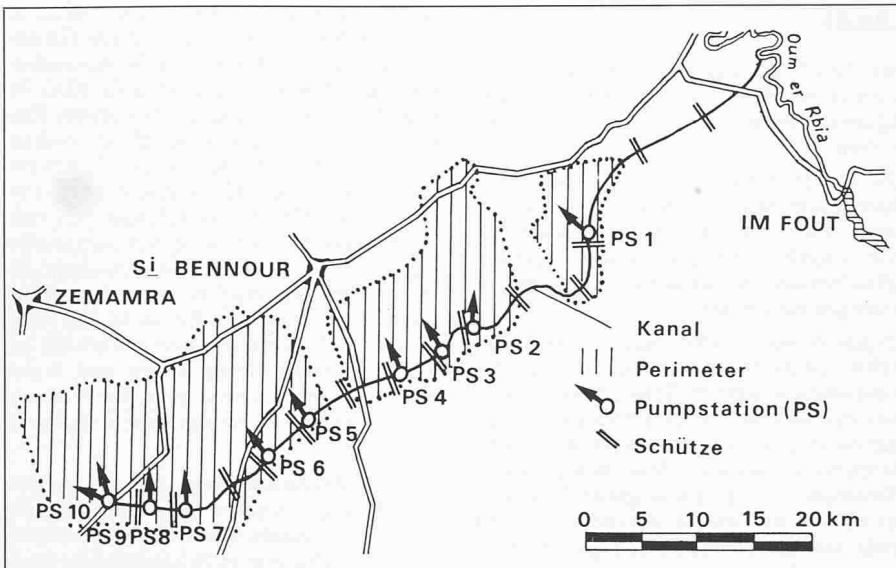 Oum er Rbia
IM FOUT
PS 1
Si BENNOUR
ZEMAMRA
PS 2
PS 3
PS 4
PS 5
PS 6
PS 10
PS 9
PS 8
PS 7
Kanal
Perimeter
Pumpstation (PS)
Schütze
0 5 10 15 20 km